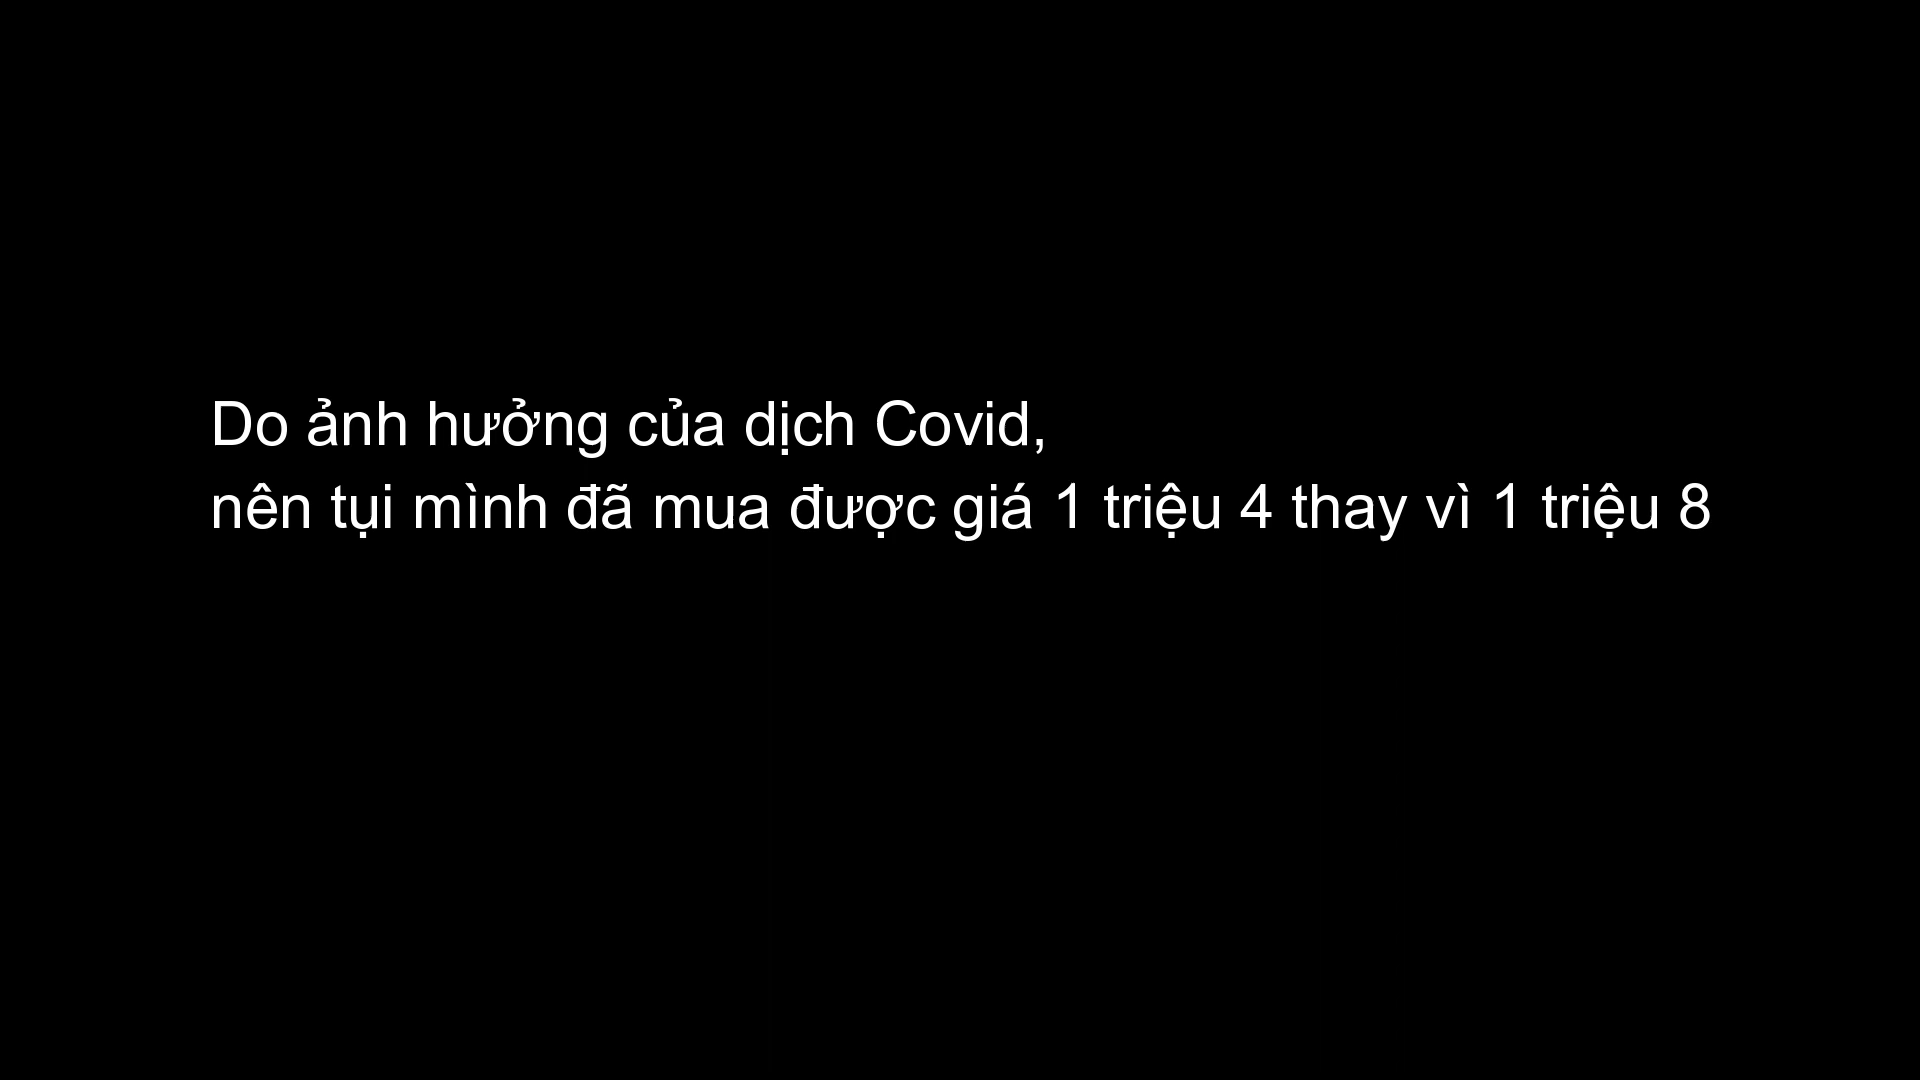 Do ảnh hưởng của dịch Covid,
nên tụi mình đã mua được giá 1 triệu 4 thay vì 1 triệu 8